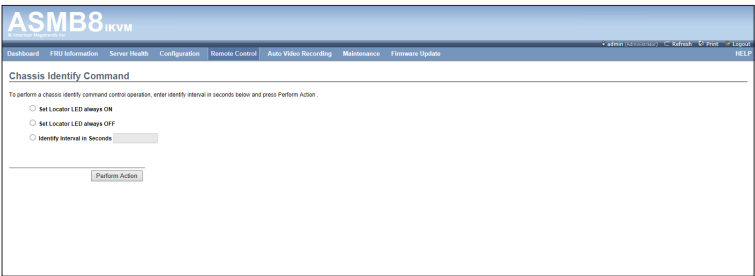 ASMB8 iKVM
© American Megatrends Inc.
admin (Administrator) Refresh Print Logout
Dashboard FRU Information Server Health Configuration Remote Control Auto Video Recording Maintenance Firmware Update HELP
Chassis Identify Command
To perform a chassis identify command control operation, enter identify interval in seconds below and press Perform Action .
Set Locator LED always ON
Set Locator LED always OFF
Identify Interval in Seconds
Perform Action